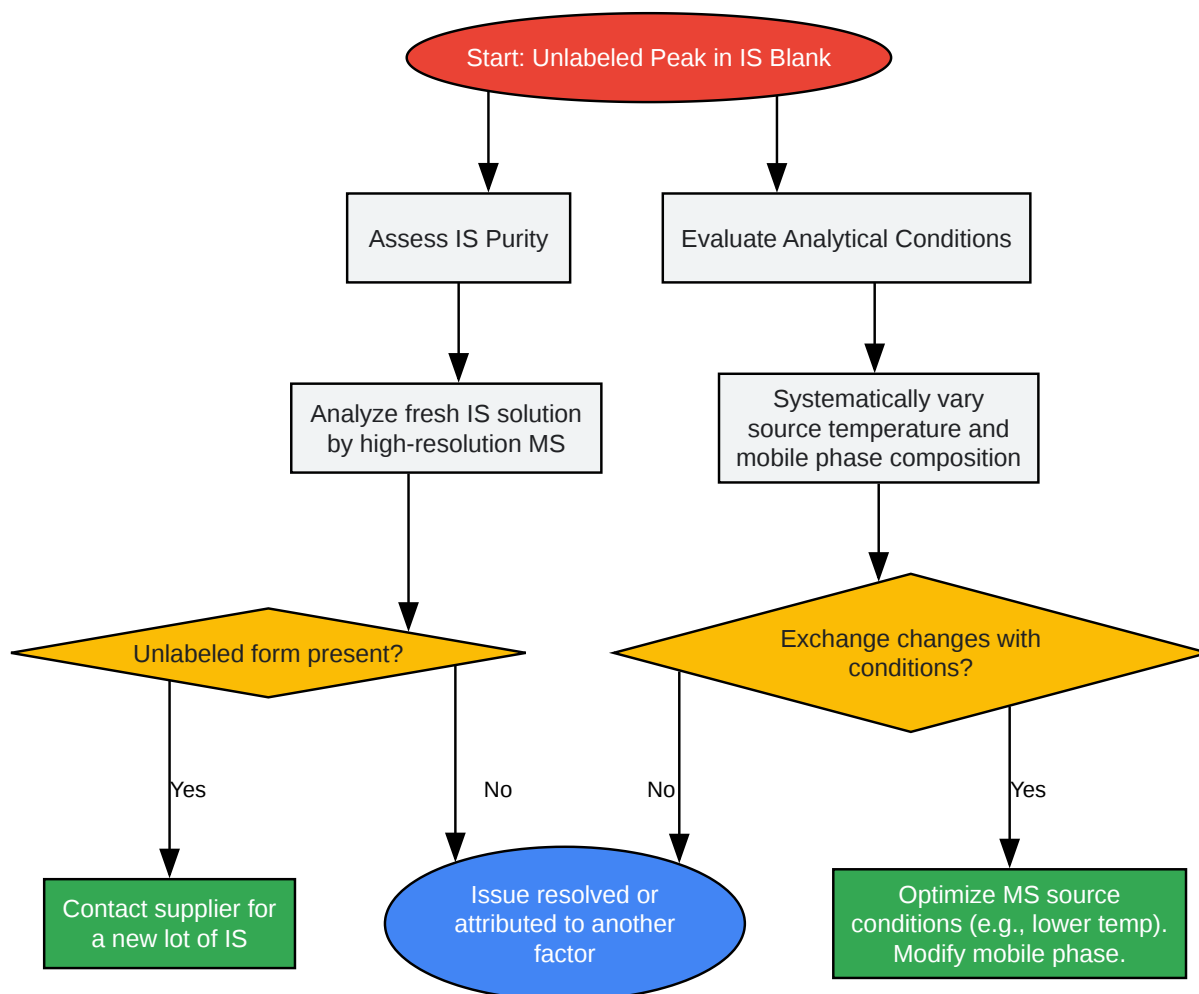 Start: Unlabeled Peak in IS Blank
Assess IS Purity
Evaluate Analytical Conditions
Analyze fresh IS solution
by high-resolution MS
Systematically vary
source temperature and
mobile phase composition
Unlabeled form present?
Exchange changes with
conditions?
Yes
No
No
Yes
Contact supplier for
a new lot of IS
Issue resolved or
attributed to another
factor
Optimize MS source
conditions (e.g., lower temp).
Modify mobile phase.